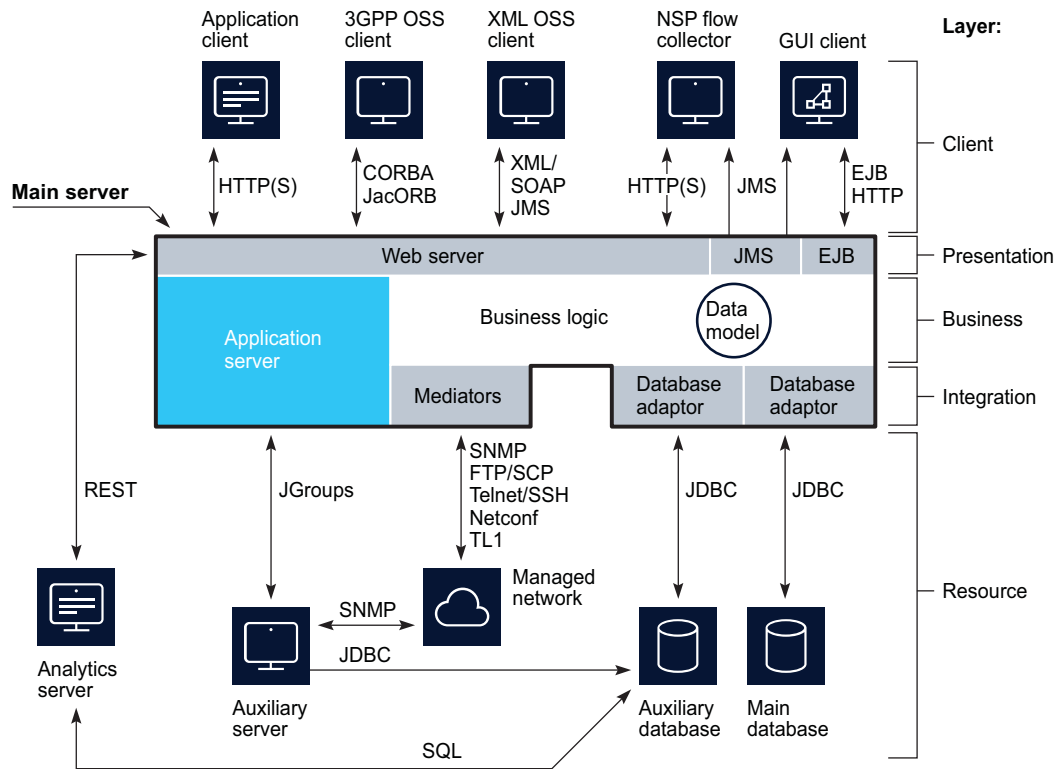 Application
client
3GPP OSS
client
XML OSS
client
NSP flow
collector
GUI client
Layer:
Client
HTTP(S)
CORBA
JacORB
XML/
SOAP
JMS
HTTP(S)
JMS
EJB
HTTP
Main server
Web server
JMS
EJB
Presentation
Application
server
Business logic
Data
model
Business
Mediators
Database
adaptor
Database
adaptor
Integration
REST
JGroups
SNMP
FTP/SCP
Telnet/SSH
Netconf
TL1
JDBC
JDBC
Managed
network
Resource
SNMP
JDBC
Analytics
server
Auxiliary
server
Auxiliary
database
Main
database
SQL